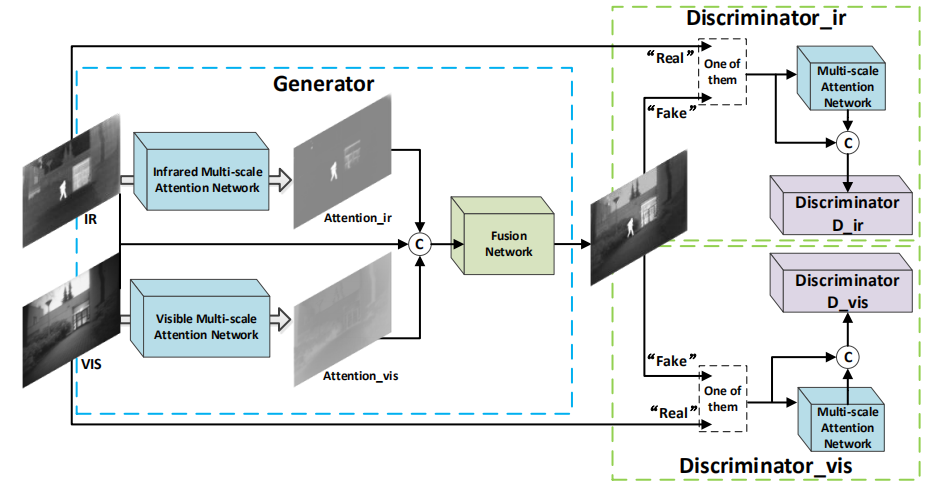 Discriminator_ir
"Real"
One of
them
Multi-scale
Attention
Network
Generator
"Fake"
C
Infrared Multi-scale
Attention Network
IR
Attention_ir
Discriminator
D_ir
Fusion
Network
C
Visible Multi-scale
Attention Network
VIS
Attention_vis
Discriminator
D_vis
"Fake"
C
One of
them
"Real"
Multi-scale
Attention
Network
Discriminator_vis